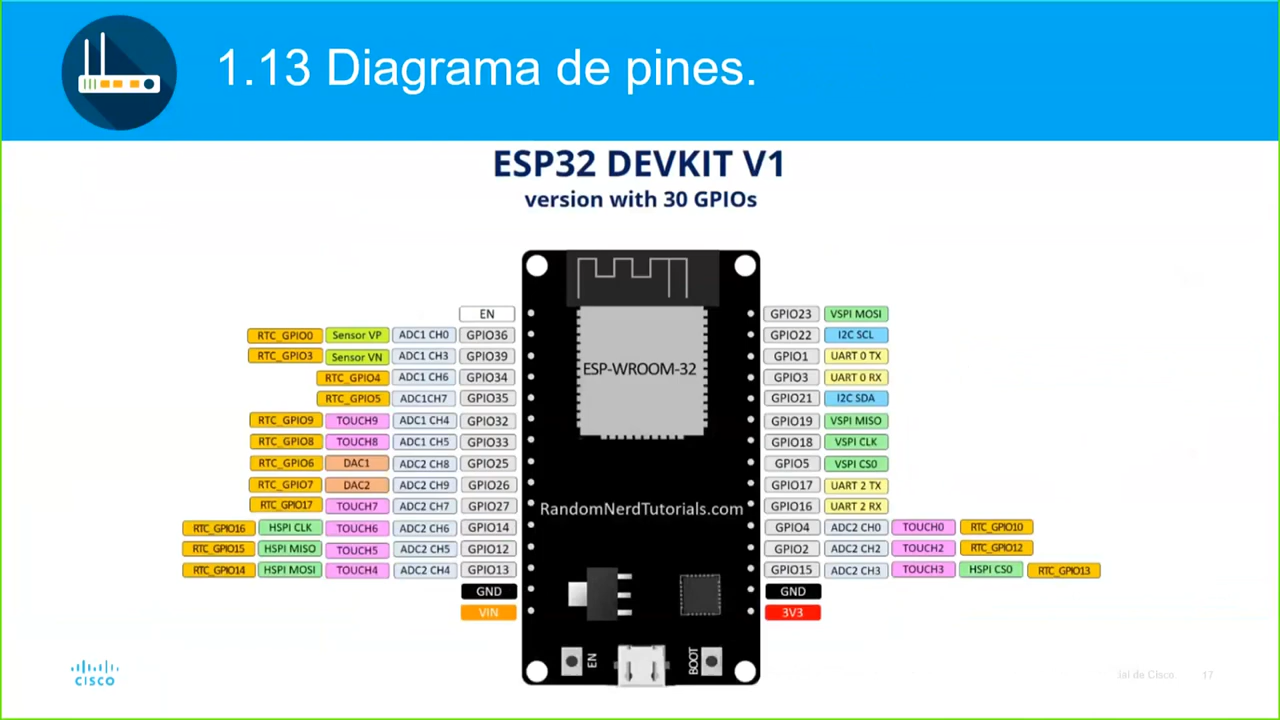 1.13 Diagrama de pines.
ESP32 DEVKIT V1
version with 30 GPIOs
EN GPIO23 VSPI MOSI
RTC_GPIO0 Sensor VP ADC1 CH0 GPIO36 GPIO22 I2C SCL
RTC_GPIO3 Sensor VN ADC1 CH3 GPIO39 GPIO1 UART 0 TX
ESP-WROOM-32
RTC_GPIO4 ADC1 CH6 GPIO34 GPIO3 UART 0 RX
RTC_GPIO5 ADC1CH7 GPIO35 GPIO21 I2C SDA
RTC_GPIO9 TOUCH9 ADC1 CH4 GPIO32 GPIO19 VSPI MISO
RTC_GPIO8 TOUCH8 ADC1 CH5 GPIO33 GPIO18 VSPI CLK
RTC_GPIO6 DAC1 ADC2 CH8 GPIO25 GPIO5 VSPI CS0
RTC_GPIO7 DAC2 ADC2 CH9 GPIO26 GPIO17 UART 2 TX
RTC_GPIO17 TOUCH7 ADC2 CH7 GPIO27 RandomNerdTutorials.com GPIO16 UART 2 RX
RTC_GPIO16 HSPI CLK TOUCH6 ADC2 CH6 GPIO14 GPIO4 ADC2 CH0 TOUCH0 RTC_GPIO10
RTC_GPIO15 HSPI MISO TOUCH5 ADC2 CH5 GPIO12 GPIO2 ADC2 CH2 TOUCH2 RTC_GPIO12
RTC_GPIO14 HSPI MOSI TOUCH4 ADC2 CH4 GPIO13 GPIO15 ADC2 CH3 TOUCH3 HSPI CS0 RTC_GPIO13
GND GND
VIN 3V3
EN BOOT
CISCO de Cisco 17